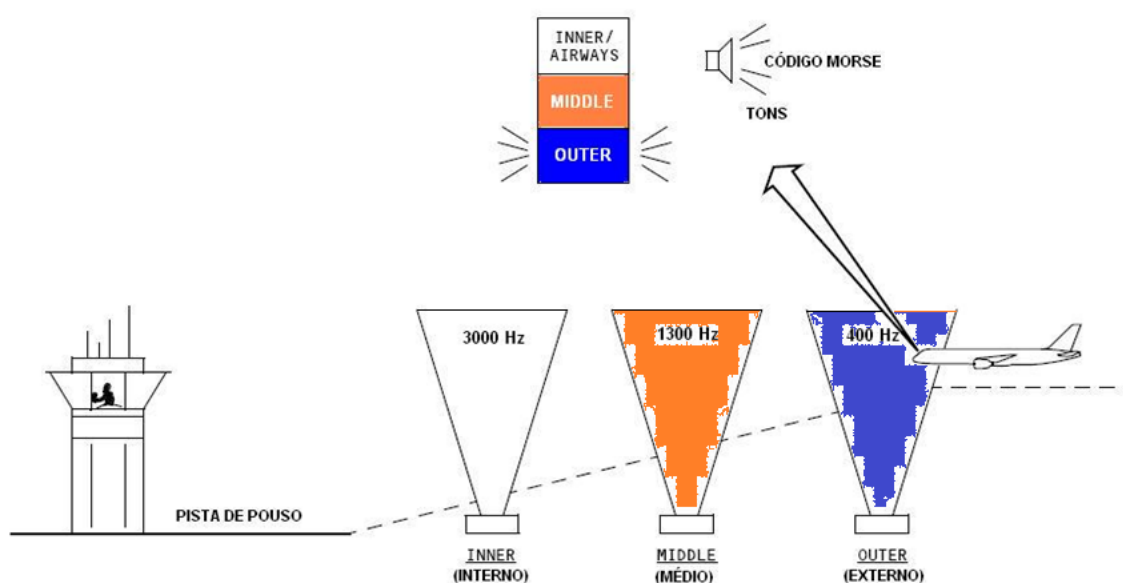 INNER/
AIRWAYS
MIDDLE
OUTER
CÓDIGO MORSE
TONS
3000 Hz
1300 Hz
400 Hz
PISTA DE POUSO
INNER
(INTERNO)
MIDDLE
(MÉDIO)
OUTER
(EXTERNO)